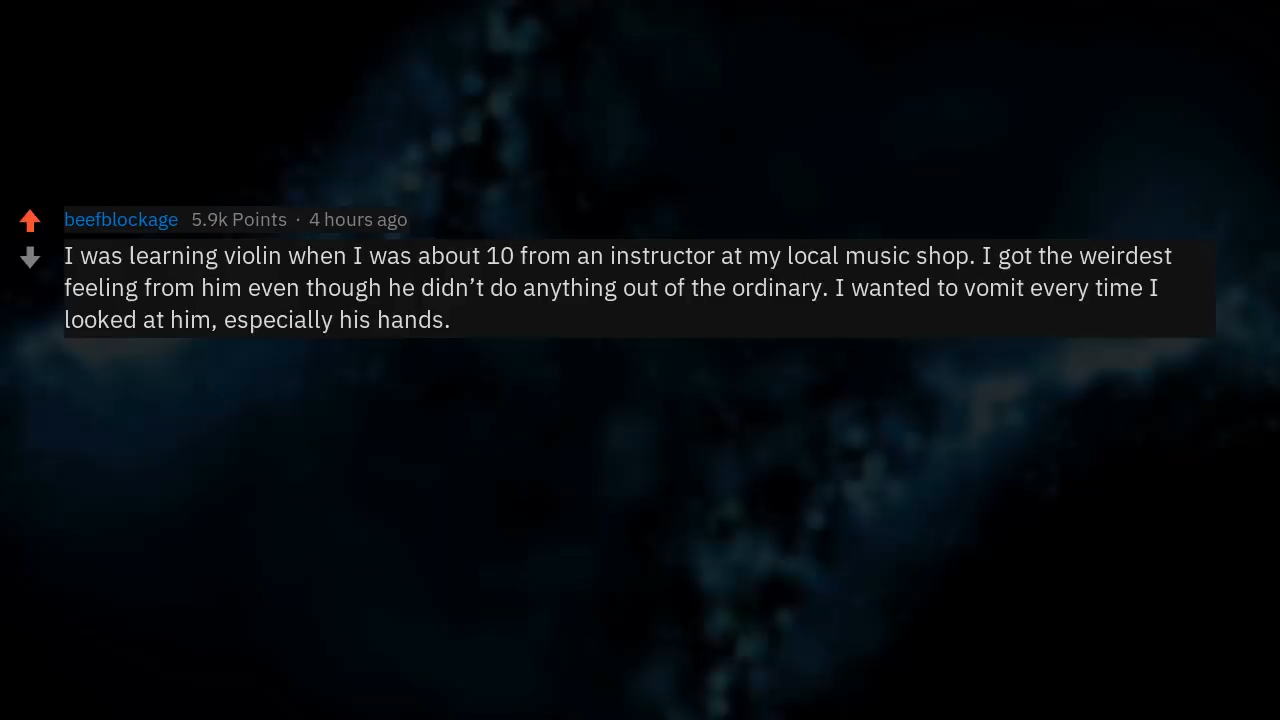 beefblockage 5.9k Points · 4 hours ago
I was learning violin when I was about 10 from an instructor at my local music shop. I got the weirdest
feeling from him even though he didn’t do anything out of the ordinary. I wanted to vomit every time I
looked at him, especially his hands.